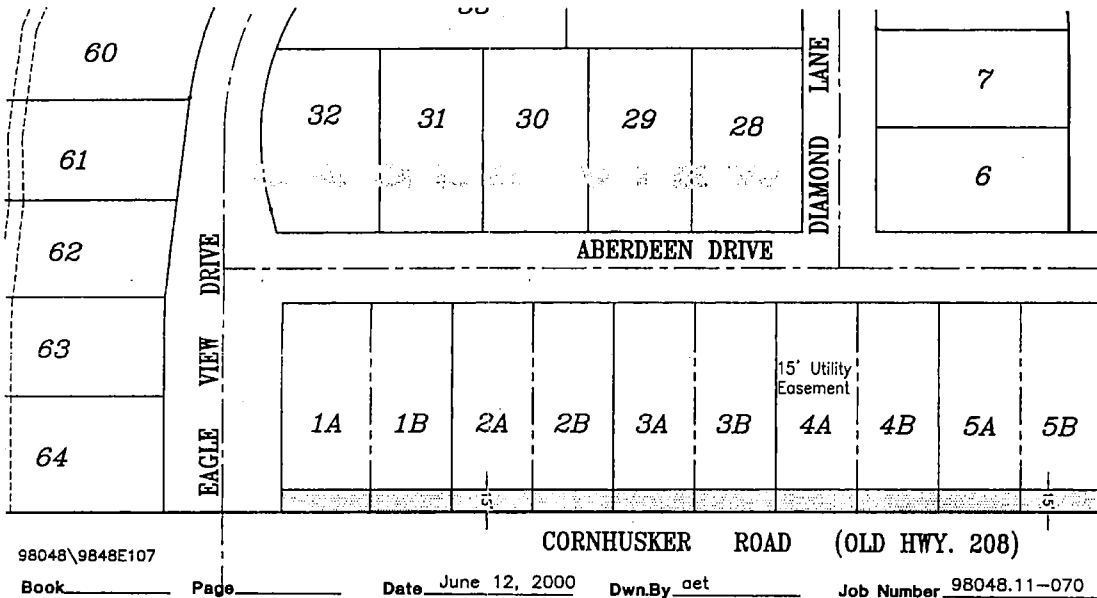 60
61
62
63
64
32
31
30
29
28
7
6
DIAMOND LANE
ABERDEEN DRIVE
EAGLE VIEW DRIVE
15' Utility
Easement
1A
1B
2A
2B
3A
3B
4A
4B
5A
5B
15'
15'
CORNHUSKER ROAD (OLD HWY. 208)
98048\9848E107
Book Page Date June 12, 2000 Dwn.By aet Job Number 98048.11-070